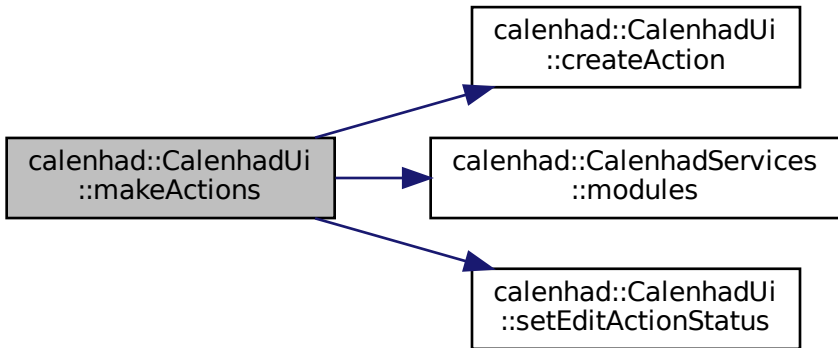 calenhad::CalenhadUi
::createAction
calenhad::CalenhadUi
::makeActions
calenhad::CalenhadServices
::modules
calenhad::CalenhadUi
::setEditActionStatus